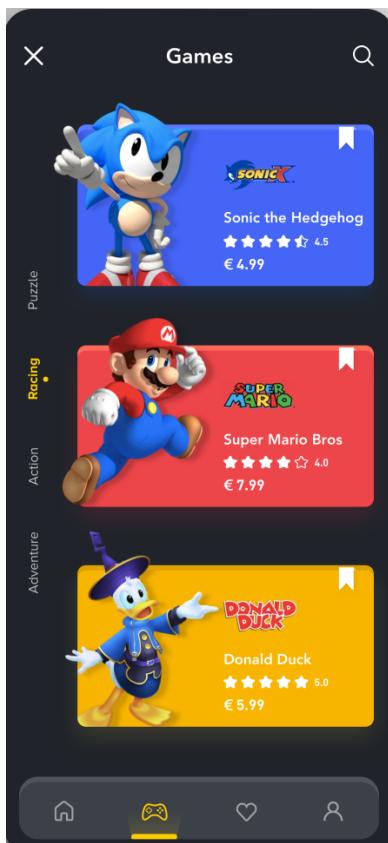 Games
SONIC X
Sonic the Hedgehog
4.5
€ 4.99
Puzzle
Racing
Action
Adventure
M
SUPER
MARIO
Super Mario Bros
4.0
€ 7.99
DONALD
DUCK
Donald Duck
5.0
€ 5.99